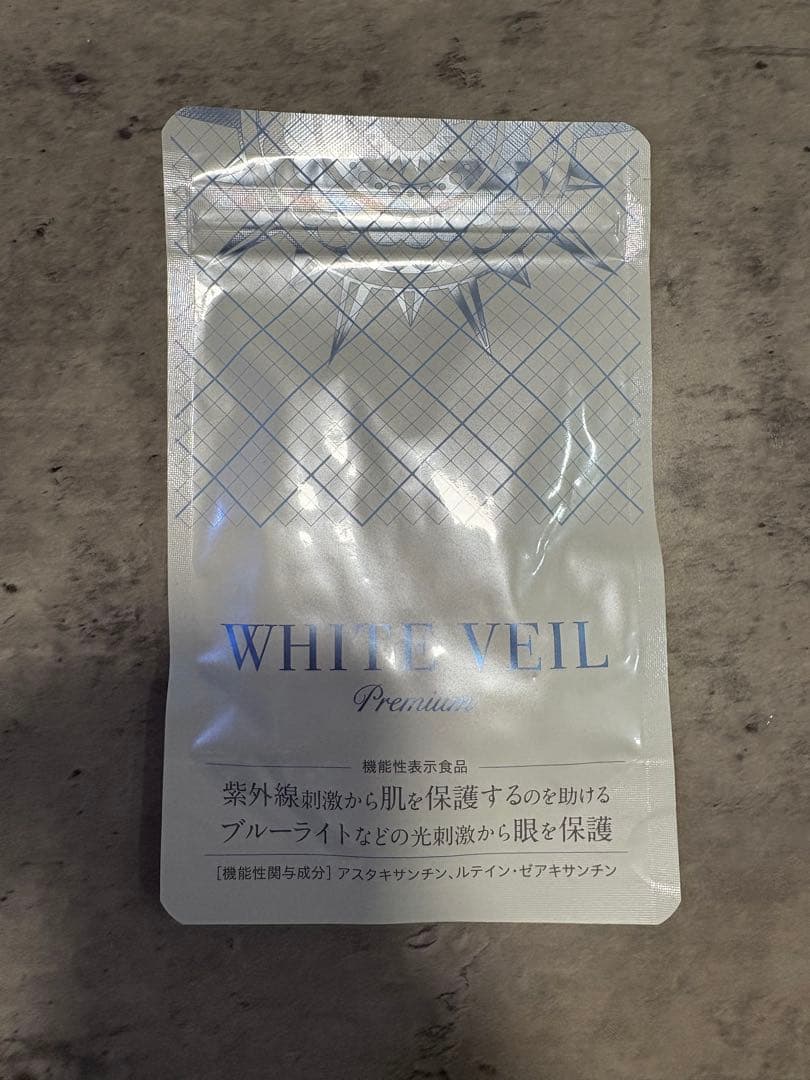 WHITE VEIL
Premium
機能性表示食品
紫外線刺激から肌を保護するのを助ける
ブルーライトなどの光刺激から眼を保護
[機能性関与成分] アスタキサンチン、ルテイン・ゼアキサンチン